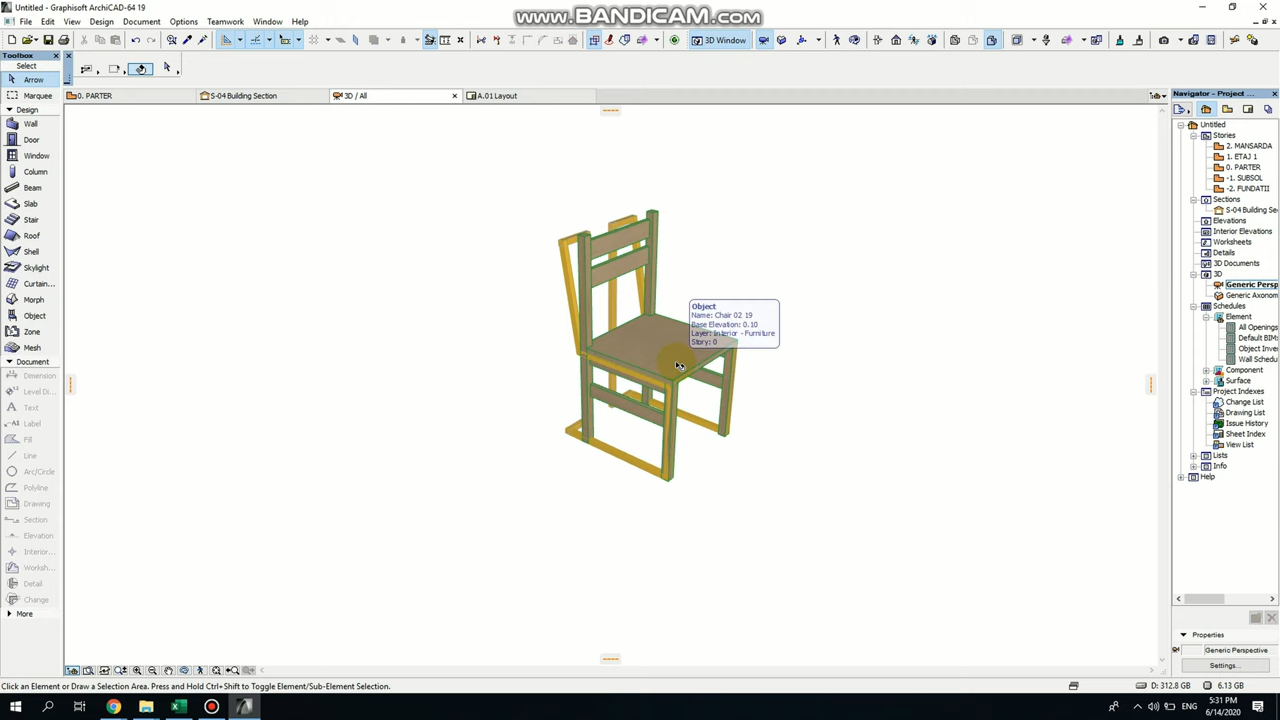 Untitled - Graphisoft ArchiCAD-64 19
www.BANDICAM.com
File Edit View Design Document Options Teamwork Window Help
3D Window
Toolbox
Select
Arrow
Marquee
Design
Wall
Door
Window
Column
Beam
Slab
Stair
Roof
Shell
Skylight
Curtain...
Morph
Object
Zone
Mesh
Document
Dimension
Level Di...
Text
Label
Fill
Line
Arc/Circle
Polyline
Drawing
Section
Elevation
Interior...
Worksh...
Detail
Change
More
0. PARTER
S-04 Building Section
3D / All
A.01 Layout
Object
Name: Chair 02 19
Base Elevation: 0.10
Layer: Interior - Furniture
Story: 0
Navigator - Project ...
Untitled
Stories
2. MANSARDA
1. ETAJ 1
0. PARTER
-1. SUBSOL
-2. FUNDATII
Sections
S-04 Building Se
Elevations
Interior Elevations
Worksheets
Details
3D Documents
3D
Generic Persp
Generic Axonom
Schedules
Element
All Openings
Default BIM:
Object Inve
Wall Schedu
Component
Surface
Project Indexes
Change List
Drawing List
Issue History
Sheet Index
View List
Lists
Info
Help
Properties
Generic Perspective
Settings...
Click an Element or Draw a Selection Area. Press and Hold Ctrl+Shift to Toggle Element/Sub-Element Selection.
D: 312.8 GB
6.13 GB
ENG
5:31 PM
6/14/2020